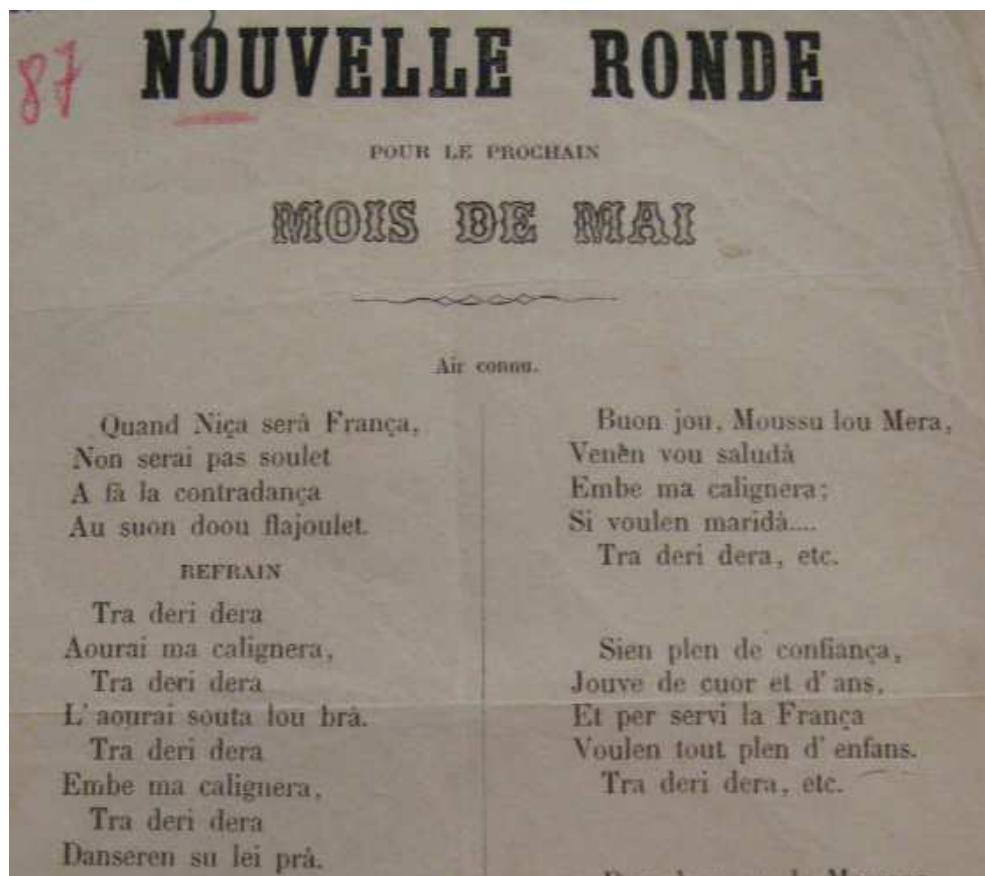 87
NOUVELLE RONDE
POUR LE PROCHAIN
MOIS DE MAI
Air connu.
Quand Niça serà França,
Non serai pas soulet
A fà la contradança
Au suon doou flajoulet.
REFRAIN
Tra deri dera
Aourai ma calignera,
Tra deri dera
L'aourai souta lou brà.
Tra deri dera
Embe ma calignera,
Tra deri dera
Danseren su lei prà.
Buon jou, Moussu lou Mera,
Venèn vou saludà
Embe ma calignera;
Si voulen maridà....
Tra deri dera, etc.
Sien plen de confiança,
Jouve de cuor et d'ans,
Et per servi la França
Voulen tout plen d'enfans.
Tra deri dera, etc.